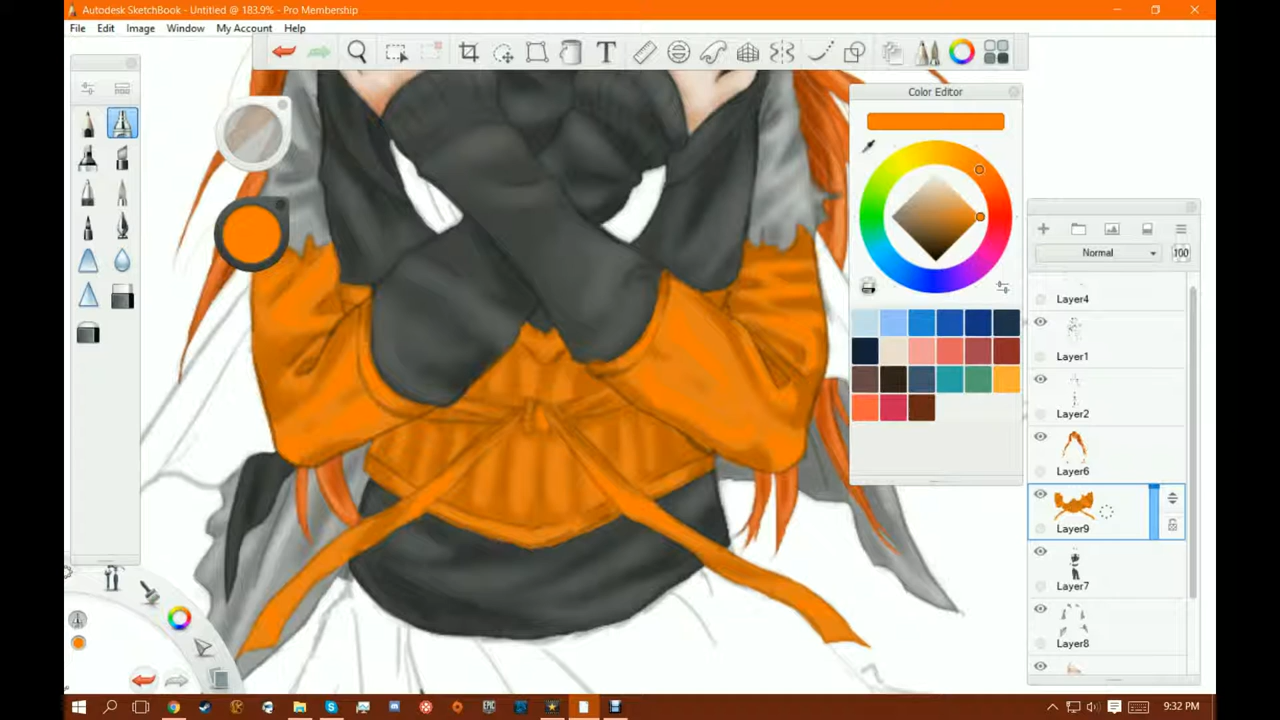 Autodesk SketchBook - Untitled @ 183.9% - Pro Membership
File Edit Image Window My Account Help
T
Color Editor
Normal 100
Layer4
Layer1
Layer2
Layer6
Layer9
Layer7
Layer8
9:32 PM